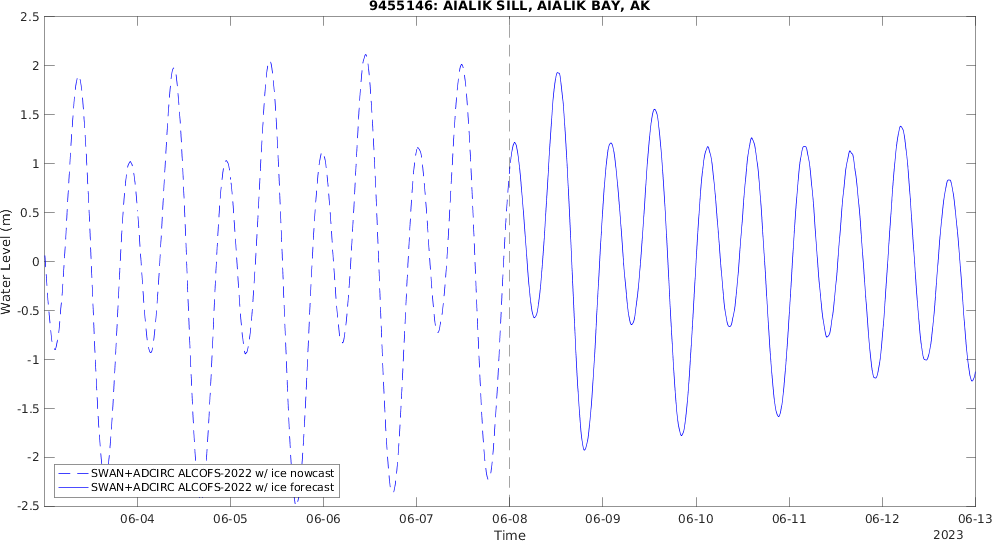 9455146: AIALIK SILL, AIALIK BAY, AK
2.5
2
1.5
1
0.5
0
-0.5
-1
-1.5
-2
-2.5
Water Level (m)
SWAN+ADCIRC ALCOFS-2022 w/ ice nowcast
SWAN+ADCIRC ALCOFS-2022 w/ ice forecast
06-04 06-05 06-06 06-07 06-08 06-09 06-10 06-11 06-12 06-13
Time
2023